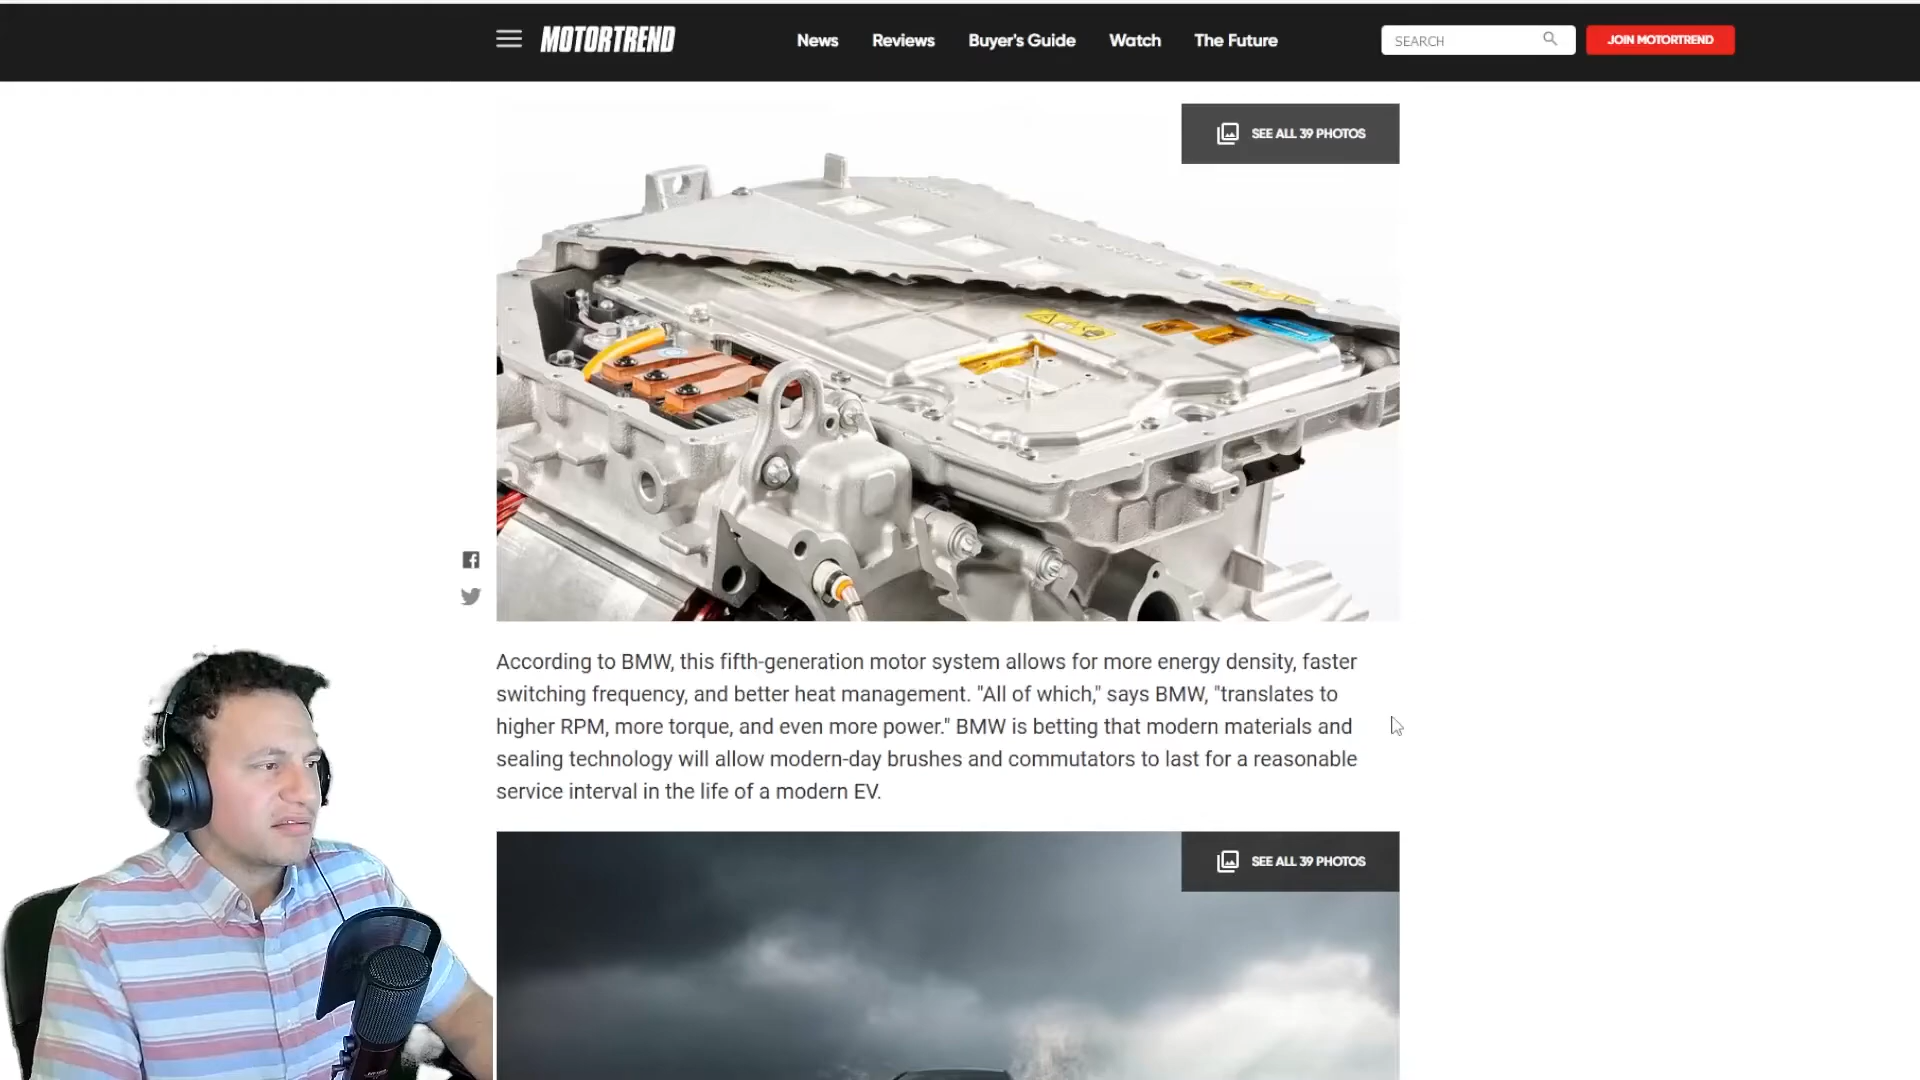 MOTORTREND
News
Reviews
Buyer's Guide
Watch
The Future
SEARCH
JOIN MOTORTREND
SEE ALL 39 PHOTOS
According to BMW, this fifth-generation motor system allows for more energy density, faster
switching frequency, and better heat management. "All of which," says BMW, "translates to
higher RPM, more torque, and even more power." BMW is betting that modern materials and
sealing technology will allow modern-day brushes and commutators to last for a reasonable
service interval in the life of a modern EV.
SEE ALL 39 PHOTOS